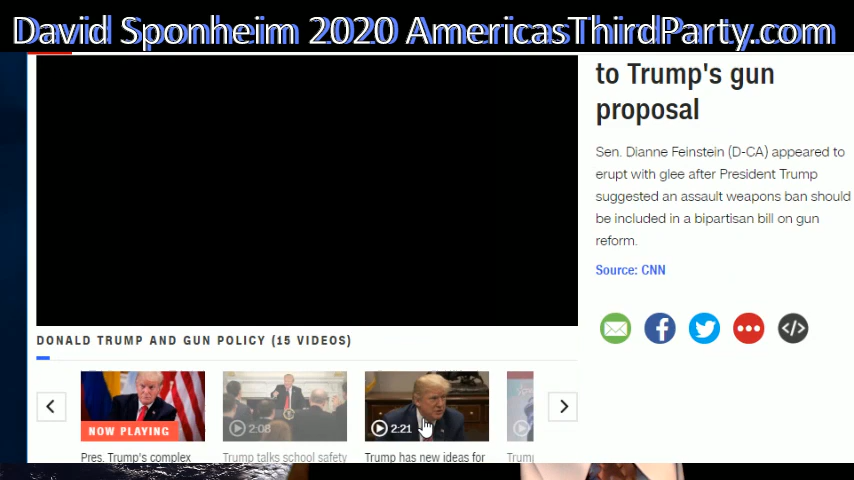 David Sponheim 2020 AmericasThirdParty.com
to Trump's gun
proposal
Sen. Dianne Feinstein (D-CA) appeared to
erupt with glee after President Trump
suggested an assault weapons ban should
be included in a bipartisan bill on gun
reform.
Source: CNN
DONALD TRUMP AND GUN POLICY (15 VIDEOS)
NOW PLAYING
2:08
2:21
Pres. Trump's complex
Trump talks school safety
Trump has new ideas for